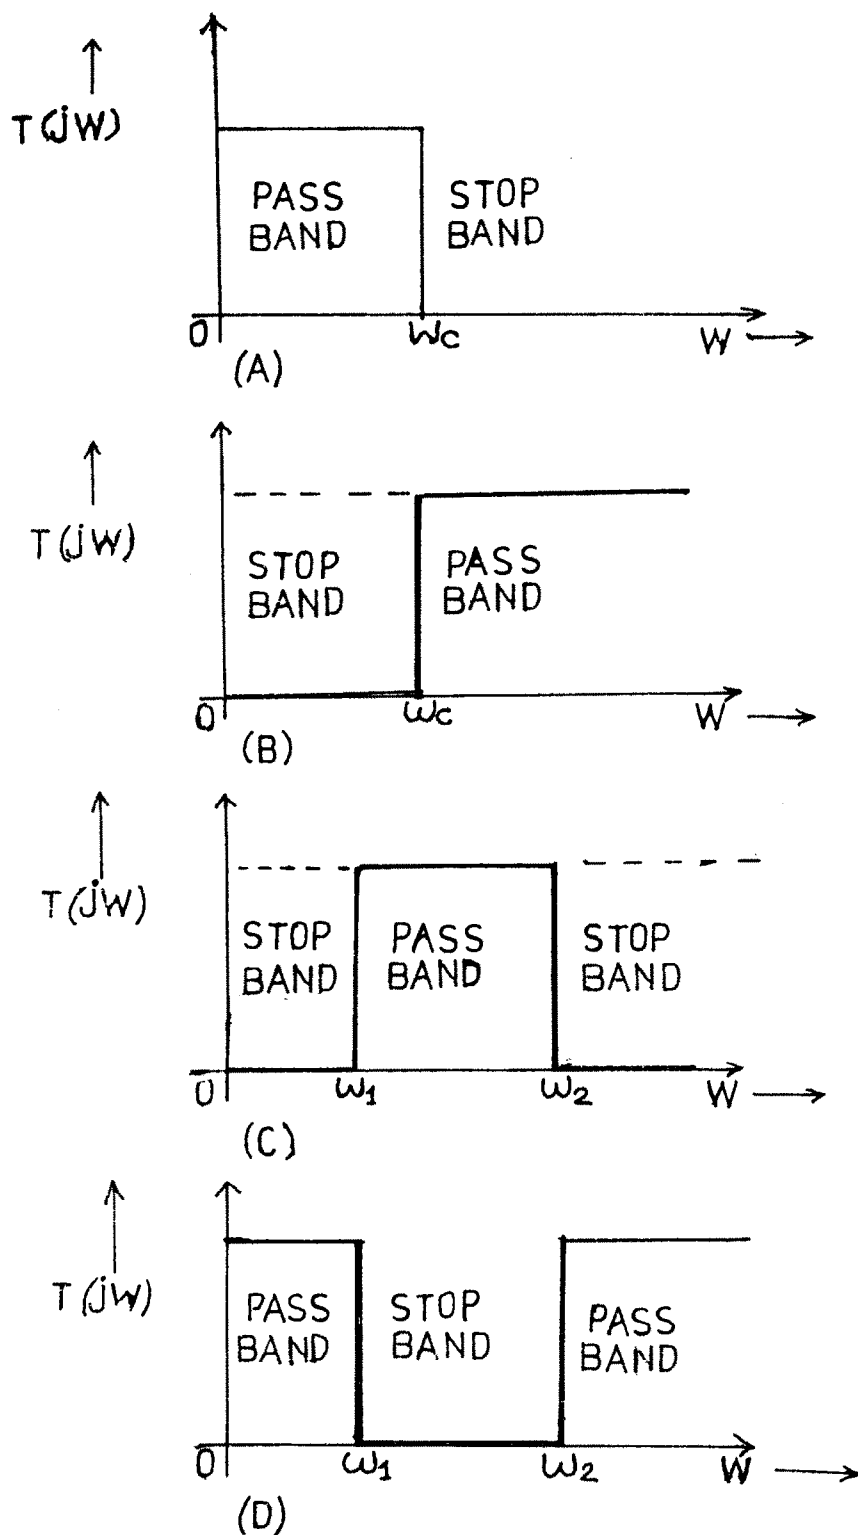 T(jW)
PASS BAND
STOP BAND
0
Wc
W
(A)
T(jW)
STOP BAND
PASS BAND
0
ωc
W
(B)
T(jW)
STOP BAND
PASS BAND
STOP BAND
0
ω1
ω2
W
(C)
T(jW)
PASS BAND
STOP BAND
PASS BAND
0
ω1
ω2
W
(D)